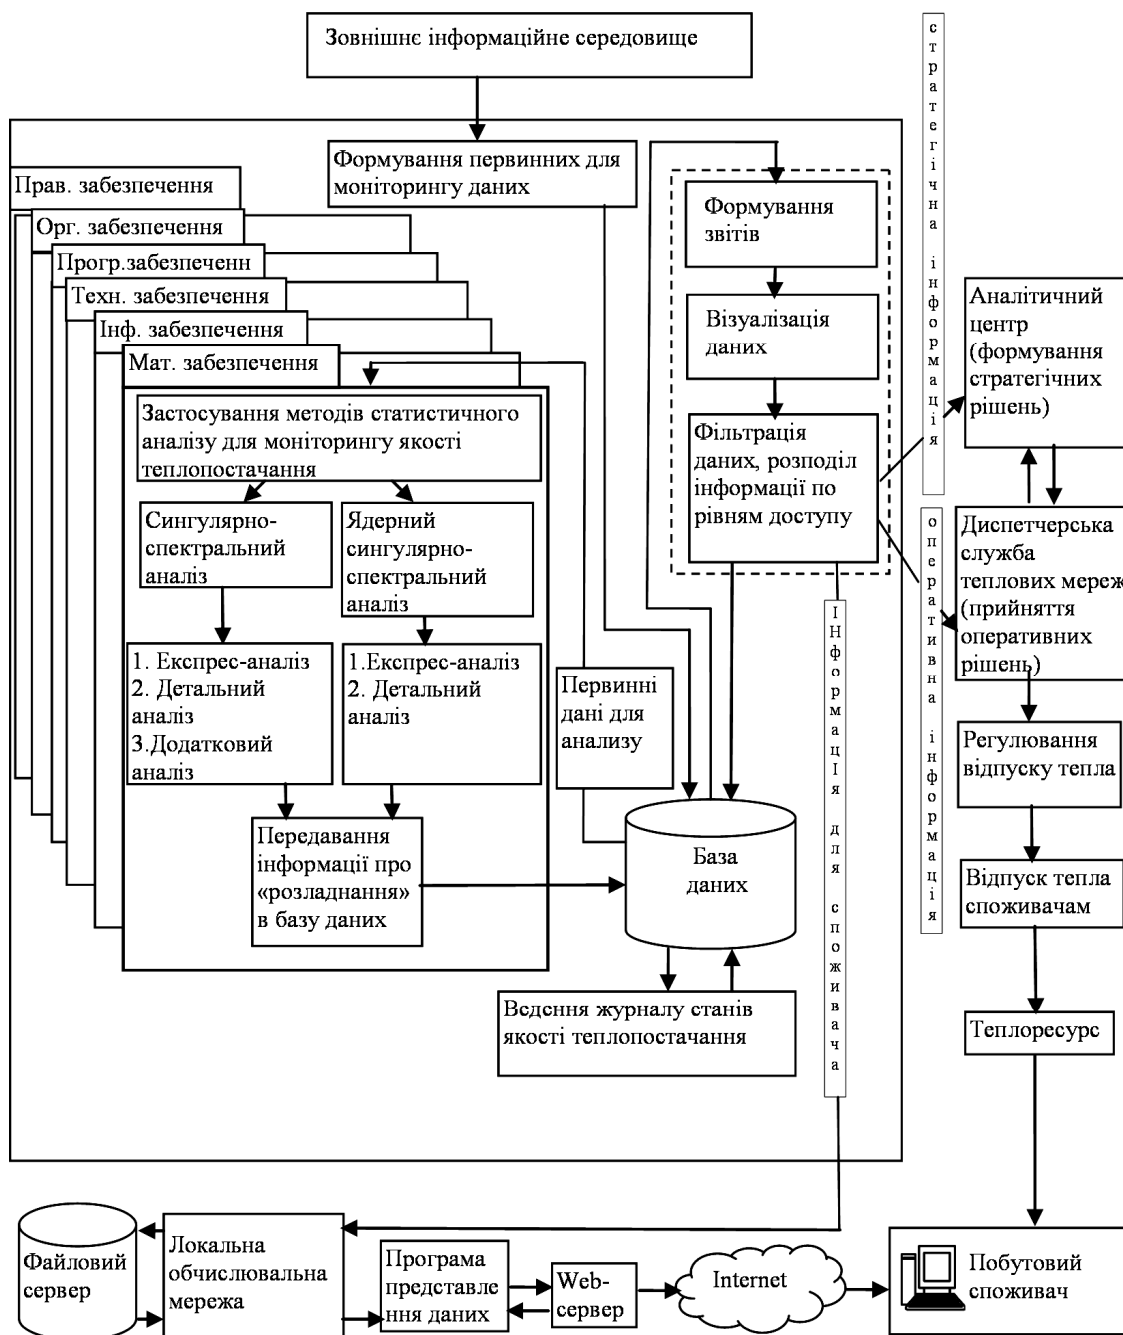 Зовнішнє інформаційне середовище
Формування первинних для
моніторингу даних
Прав. забезпечення
Орг. забезпечення
Прогр.забезпеченн
Техн. забезпечення
Інф. забезпечення
Мат. забезпечення
Застосування методів статистичного
аналізу для моніторингу якості
теплопостачання
Сингулярно-
спектральний
аналіз
Ядерний
сингулярно-
спектральний
аналіз
1. Експрес-аналіз
2. Детальний
аналіз
3.Додатковий
аналіз
1.Експрес-аналіз
2. Детальний
аналіз
Передавання
інформації про
«розладнання»
в базу даних
Первинні
дані для
анализу
База
даних
Ведення журналу станів
якості теплопостачання
Формування
звітів
Візуалізація
даних
Фільтрація
даних, розподіл
інформації по
рівням доступу
ІНформація для споживача
стратегічна інформація
оперативна інформація
Аналітичний
центр
(формування
стратегічних
рішень)
Диспетчерська
служба
теплових мереж
(прийняття
оперативних
рішень)
Регулювання
відпуску тепла
Відпуск тепла
споживачам
Теплоресурс
Файловий
сервер
Локальна
обчислювальна
мережа
Програма
представле
ння даних
Web-
сервер
Internet
Побутовий
споживач